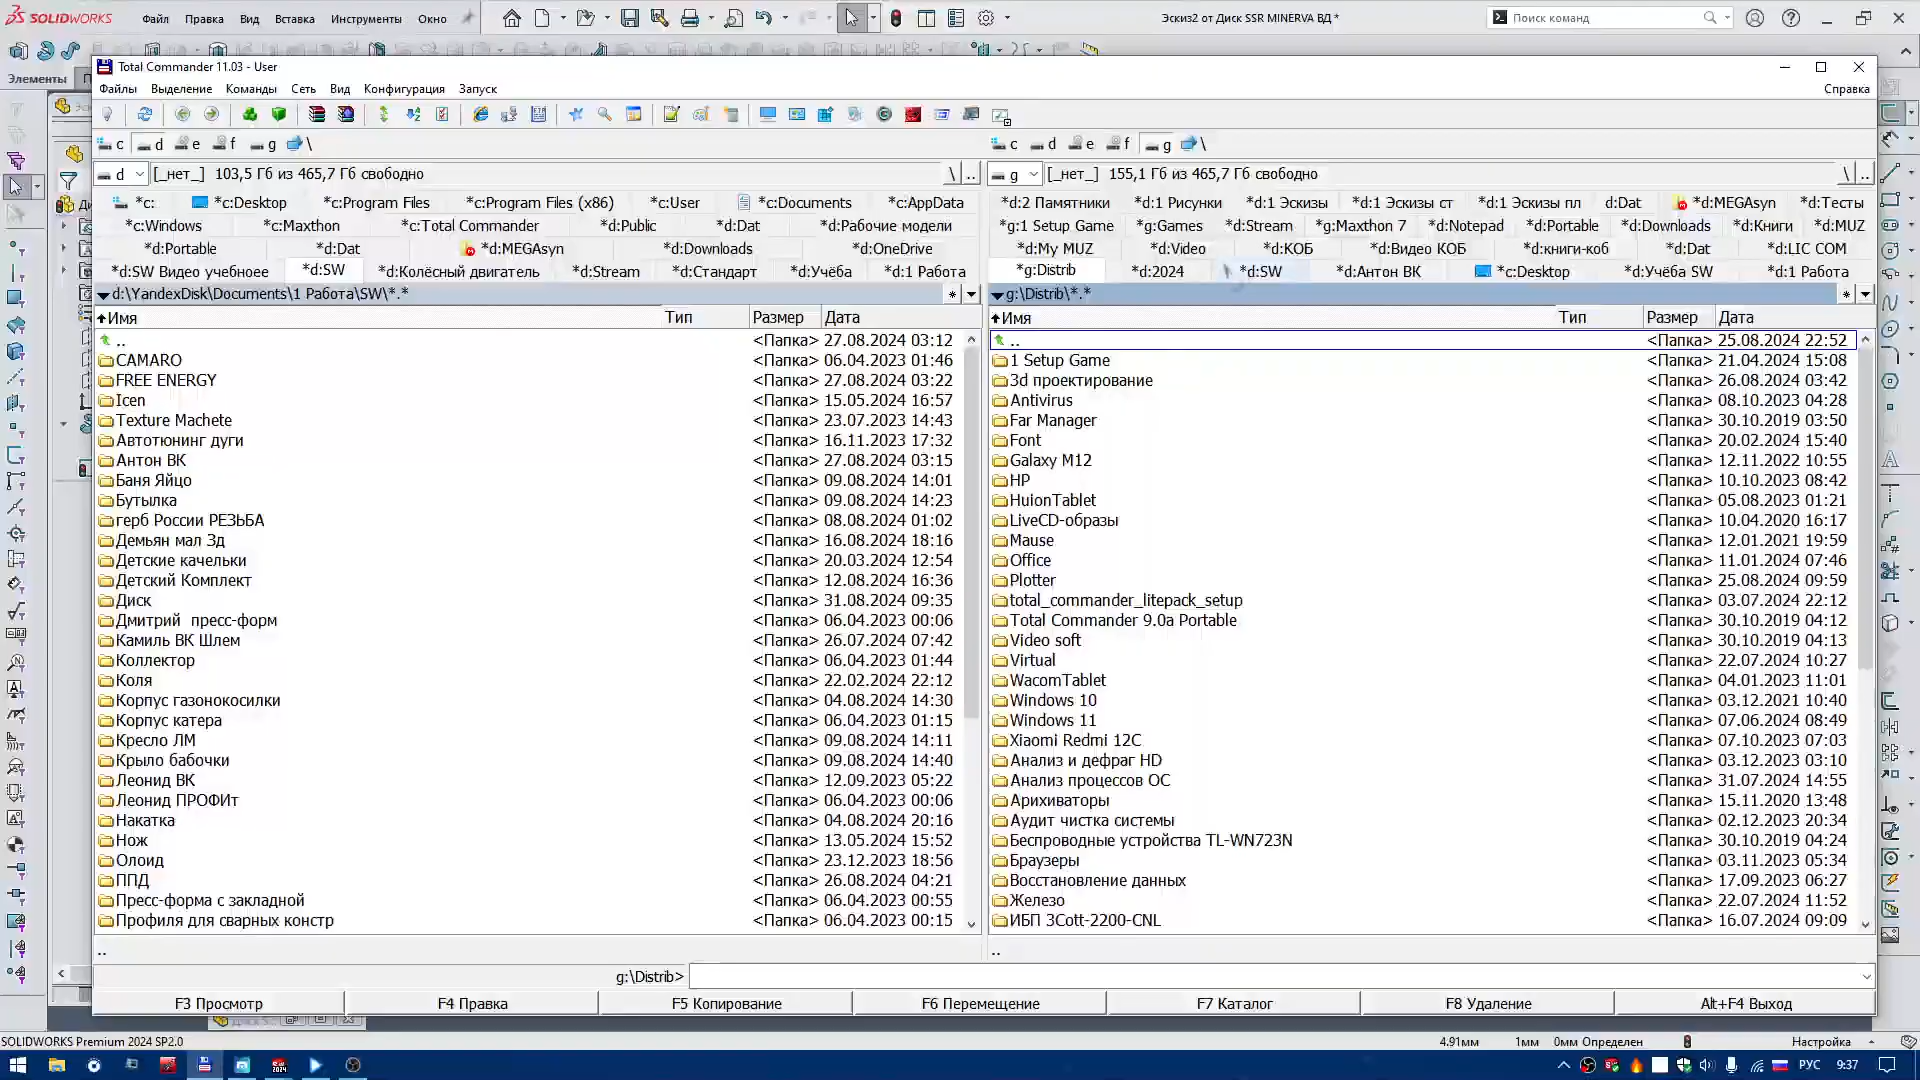 SOLIDWORKS Файл Правка Вид Вставка Инструменты Окно Эскиз2 от Диск SSR MINERVA ВД * Поиск команд
Элементы
Total Commander 11.03 - User
Файлы Выделение Команды Сеть Вид Конфигурация Запуск Справка
c d e f g \ c d e f g \
d [_нет_] 103,5 Гб из 465,7 Гб свободно \ .. g [_нет_] 155,1 Гб из 465,7 Гб свободно \ ..
*c: *c:Desktop *c:Program Files *c:Program Files (x86) *c:User *c:Documents *c:AppData *d:2 Памятники *d:1 Рисунки *d:1 Эскизы *d:1 Эскизы ст *d:1 Эскизы пл d:Dat *d:MEGAsyn *d:Тесты
*c:Windows *c:Maxthon *c:Total Commander *d:Public *d:Dat *d:Рабочие модели *g:1 Setup Game *g:Games *d:Stream *g:Maxthon 7 *d:Notepad *d:Portable *d:Downloads *d:Книги *d:MUZ
*d:Portable *d:Dat *d:MEGAsyn *d:Downloads *d:OneDrive *d:My MUZ *d:Video *d:КОБ *d:Видео КОБ *d:книги-коб *d:Dat *d:LIC COM
*d:SW Видео учебноее *d:SW *d:Колёсный двигатель *d:Stream *d:Стандарт *d:Учёба *d:1 Работа *g:Distrib *d:2024 *d:SW *d:Антон ВК *c:Desktop *d:Учёба SW *d:1 Работа
d:\YandexDisk\Documents\1 Работа\SW\*.* * g:\Distrib\*.* *
Имя Тип Размер Дата Имя Тип Размер Дата
.. <Папка> 27.08.2024 03:12 .. <Папка> 25.08.2024 22:52
CAMARO <Папка> 06.04.2023 01:46 1 Setup Game <Папка> 21.04.2024 15:08
FREE ENERGY <Папка> 27.08.2024 03:22 3d проектирование <Папка> 26.08.2024 03:42
Icen <Папка> 15.05.2024 16:57 Antivirus <Папка> 08.10.2023 04:28
Texture Machete <Папка> 23.07.2023 14:43 Far Manager <Папка> 30.10.2019 03:50
Автотюнинг дуги <Папка> 16.11.2023 17:32 Font <Папка> 20.02.2024 15:40
Антон ВК <Папка> 27.08.2024 03:15 Galaxy M12 <Папка> 12.11.2022 10:55
Баня Яйцо <Папка> 09.08.2024 14:01 HP <Папка> 10.10.2023 08:42
Бутылка <Папка> 09.08.2024 14:23 HuionTablet <Папка> 05.08.2023 01:21
герб России РЕЗЬБА <Папка> 08.08.2024 01:02 LiveCD-образы <Папка> 10.04.2020 16:17
Демьян мал 3д <Папка> 16.08.2024 18:16 Mause <Папка> 12.01.2021 19:59
Детские качельки <Папка> 20.03.2024 12:54 Office <Папка> 11.01.2024 07:46
Детский Комплект <Папка> 12.08.2024 16:36 Plotter <Папка> 25.08.2024 09:59
Диск <Папка> 31.08.2024 09:35 total_commander_litepack_setup <Папка> 03.07.2024 22:12
Дмитрий пресс-форм <Папка> 06.04.2023 00:06 Total Commander 9.0a Portable <Папка> 30.10.2019 04:12
Камиль ВК Шлем <Папка> 26.07.2024 07:42 Video soft <Папка> 30.10.2019 04:13
Коллектор <Папка> 06.04.2023 01:44 Virtual <Папка> 22.07.2024 10:27
Коля <Папка> 22.02.2024 22:12 WacomTablet <Папка> 04.01.2023 11:01
Корпус газонокосилки <Папка> 04.08.2024 14:30 Windows 10 <Папка> 03.12.2021 10:40
Корпус катера <Папка> 06.04.2023 01:15 Windows 11 <Папка> 07.06.2024 08:49
Кресло ЛМ <Папка> 09.08.2024 14:11 Xiaomi Redmi 12C <Папка> 07.10.2023 07:03
Крыло бабочки <Папка> 09.08.2024 14:40 Анализ и дефраг HD <Папка> 03.12.2023 03:10
Леонид ВК <Папка> 12.09.2023 05:22 Анализ процессов ОС <Папка> 31.07.2024 14:55
Леонид ПРОФИт <Папка> 06.04.2023 00:06 Арихиваторы <Папка> 15.11.2020 13:48
Накатка <Папка> 04.08.2024 20:16 Аудит чистка системы <Папка> 02.12.2023 20:34
Нож <Папка> 13.05.2024 15:52 Беспроводные устройства TL-WN723N <Папка> 30.10.2019 04:24
Олоид <Папка> 23.12.2023 18:56 Браузеры <Папка> 03.11.2023 05:34
ППД <Папка> 26.08.2024 04:21 Восстановление данных <Папка> 17.09.2023 06:27
Пресс-форма с закладной <Папка> 06.04.2023 00:55 Железо <Папка> 22.07.2024 11:52
Профиля для сварных констр <Папка> 06.04.2023 00:15 ИБП 3Cott-2200-CNL <Папка> 16.07.2024 09:09
.. ..
g:\Distrib>
F3 Просмотр F4 Правка F5 Копирование F6 Перемещение F7 Каталог F8 Удаление Alt+F4 Выход
SOLIDWORKS Premium 2024 SP2.0 4.91мм 1мм 0мм Определен Настройка
РУС 9:37